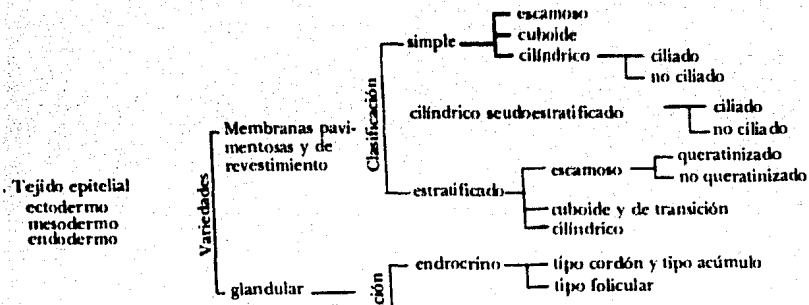 escamoso
simple
cuboide
cilíndrico
ciliado
no ciliado
cilíndrico seudoestratificado
ciliado
no ciliado
Membranas pavi-
mentosas y de
revestimiento
Clasificación
queratinizado
escamoso
no queratinizado
. Tejido epitelial
ectodermo
mesodermo
endodermo
Variedades
estratificado
cuboide y de transición
cilíndrico
glandular
ción
endrocrino
tipo cordón y tipo acúmulo
tipo folicular